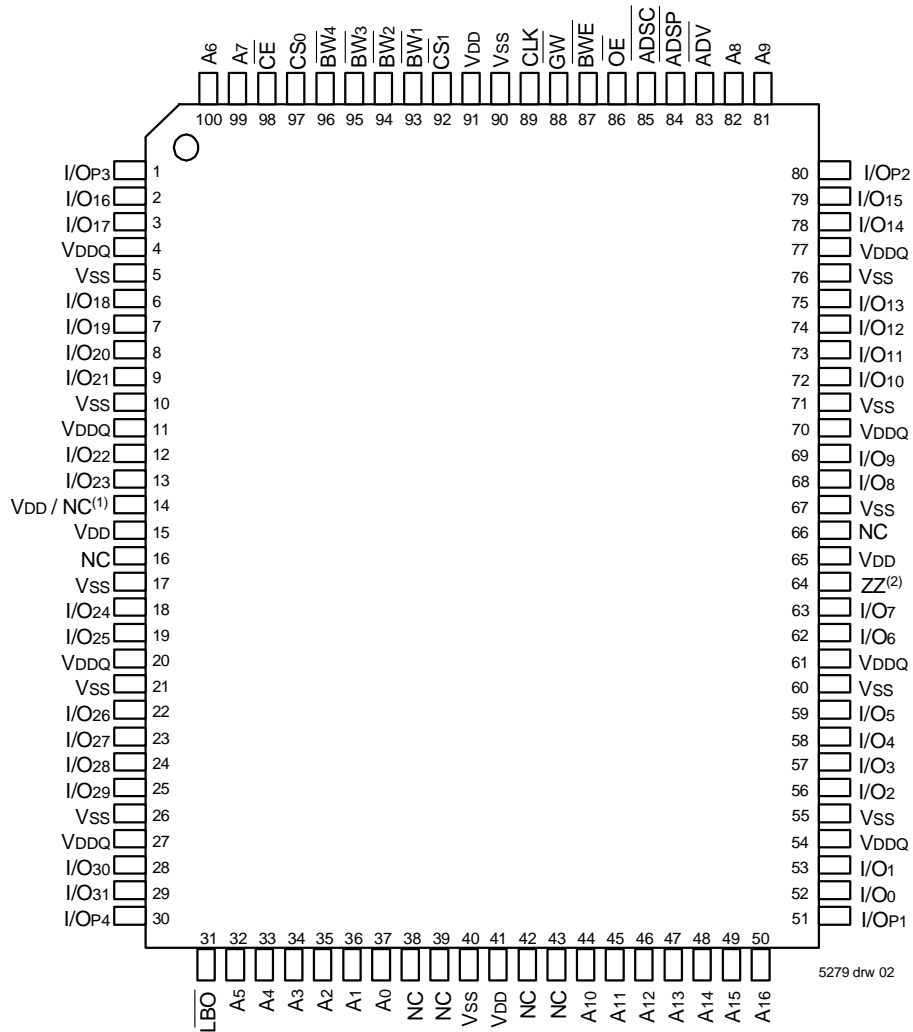 A6 A7 CE CS0 BW4 BW3 BW2 BW1 CS1 VDD VSS CLK GW BWE OE ADSC ADSP ADV A8 A9
100 99 98 97 96 95 94 93 92 91 90 89 88 87 86 85 84 83 82 81
I/OP3 1 80 I/OP2
I/O16 2 79 I/O15
I/O17 3 78 I/O14
VDDQ 4 77 VDDQ
VSS 5 76 VSS
I/O18 6 75 I/O13
I/O19 7 74 I/O12
I/O20 8 73 I/O11
I/O21 9 72 I/O10
VSS 10 71 VSS
VDDQ 11 70 VDDQ
I/O22 12 69 I/O9
I/O23 13 68 I/O8
VDD / NC(1) 14 67 VSS
VDD 15 66 NC
NC 16 65 VDD
VSS 17 64 ZZ(2)
I/O24 18 63 I/O7
I/O25 19 62 I/O6
VDDQ 20 61 VDDQ
VSS 21 60 VSS
I/O26 22 59 I/O5
I/O27 23 58 I/O4
I/O28 24 57 I/O3
I/O29 25 56 I/O2
VSS 26 55 VSS
VDDQ 27 54 VDDQ
I/O30 28 53 I/O1
I/O31 29 52 I/O0
I/OP4 30 51 I/OP1
31 32 33 34 35 36 37 38 39 40 41 42 43 44 45 46 47 48 49 50
LBO A5 A4 A3 A2 A1 A0 NC NC VSS VDD NC NC A10 A11 A12 A13 A14 A15 A16
5279 drw 02